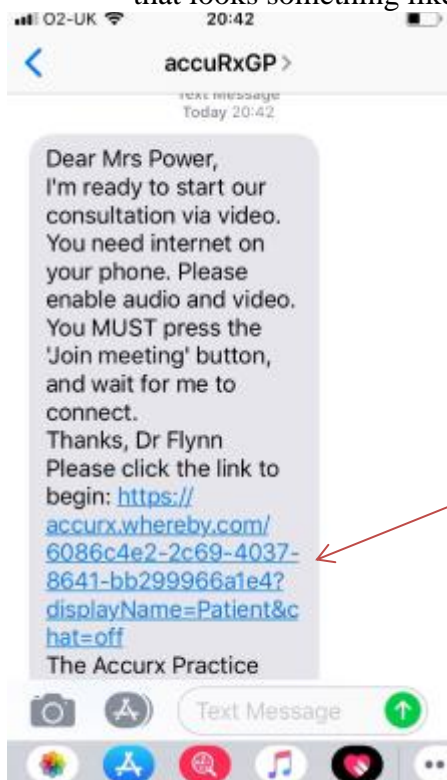 that looks something like
O2-UK 20:42
accuRxGP
Text Message
Today 20:42
Dear Mrs Power,
I'm ready to start our
consultation via video.
You need internet on
your phone. Please
enable audio and video.
You MUST press the
'Join meeting' button,
and wait for me to
connect.
Thanks, Dr Flynn
Please click the link to
begin: https://
accurx.whereby.com/
6086c4e2-2c69-4037-
8641-bb299966a1e4?
displayName=Patient&c
hat=off
The Accurx Practice
Text Message